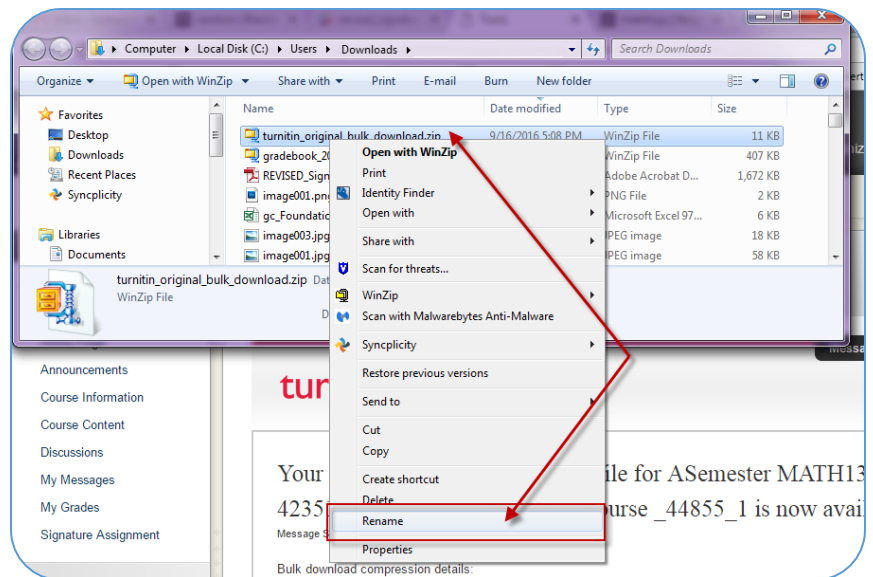 Computer Local Disk (C:) Users Downloads Search Downloads
Organize Open with WinZip Share with Print E-mail Burn New folder
Favorites
Desktop
Downloads
Recent Places
Syncplicity
Libraries
Documents
Name Date modified Type Size
turnitin_original_bulk_download.zip 9/16/2016 5:08 PM WinZip File 11 KB
gradebook_20 WinZip File 407 KB
REVISED_Sign Adobe Acrobat D... 1,672 KB
image001.png PNG File 2 KB
gc_Foundatio Microsoft Excel 97... 6 KB
image003.jpg JPEG image 18 KB
image001.jpg JPEG image 58 KB
turnitin_original_bulk_download.zip Dat
WinZip File
D
Open with WinZip
Print
Identity Finder
Open with
Share with
Scan for threats...
WinZip
Scan with Malwarebytes Anti-Malware
Syncplicity
Restore previous versions
Send to
Cut
Copy
Create shortcut
Delete
Rename
Properties
Announcements
Course Information
Course Content
Discussions
My Messages
My Grades
Signature Assignment
tur
Your ile for ASemester MATH13
4235 ourse _44855_1 is now avai
Message S
Bulk download compression details: